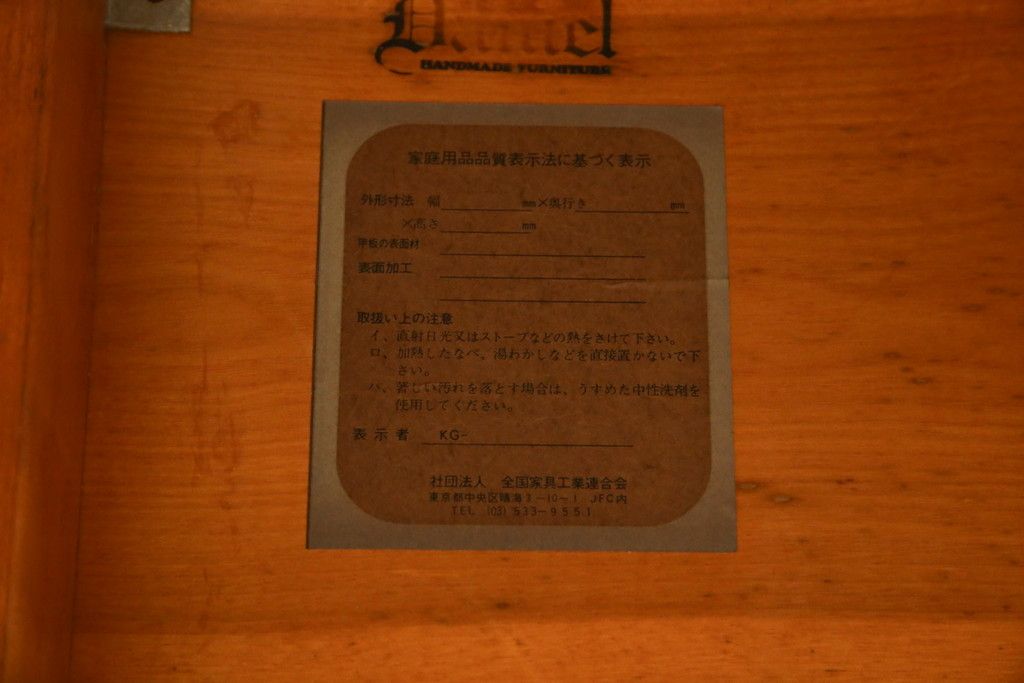 Daniel
HANDMADE FURNITURE
家庭用品品質表示法に基づく表示
外形寸法 幅 mm×奥行き mm
×高さ mm
甲板の表面材
表面加工
取扱い上の注意
イ、直射日光又はストーブなどの熱をさけて下さい。
ロ、加熱したなべ、湯わかしなどを直接置かないで下
さい。
ハ、著しい汚れを落とす場合は、うすめた中性洗剤を
使用してください。
表示者 KG-
社団法人 全国家具工業連合会
東京都中央区晴海3-10-1 JFC内
TEL (03) 533-9551